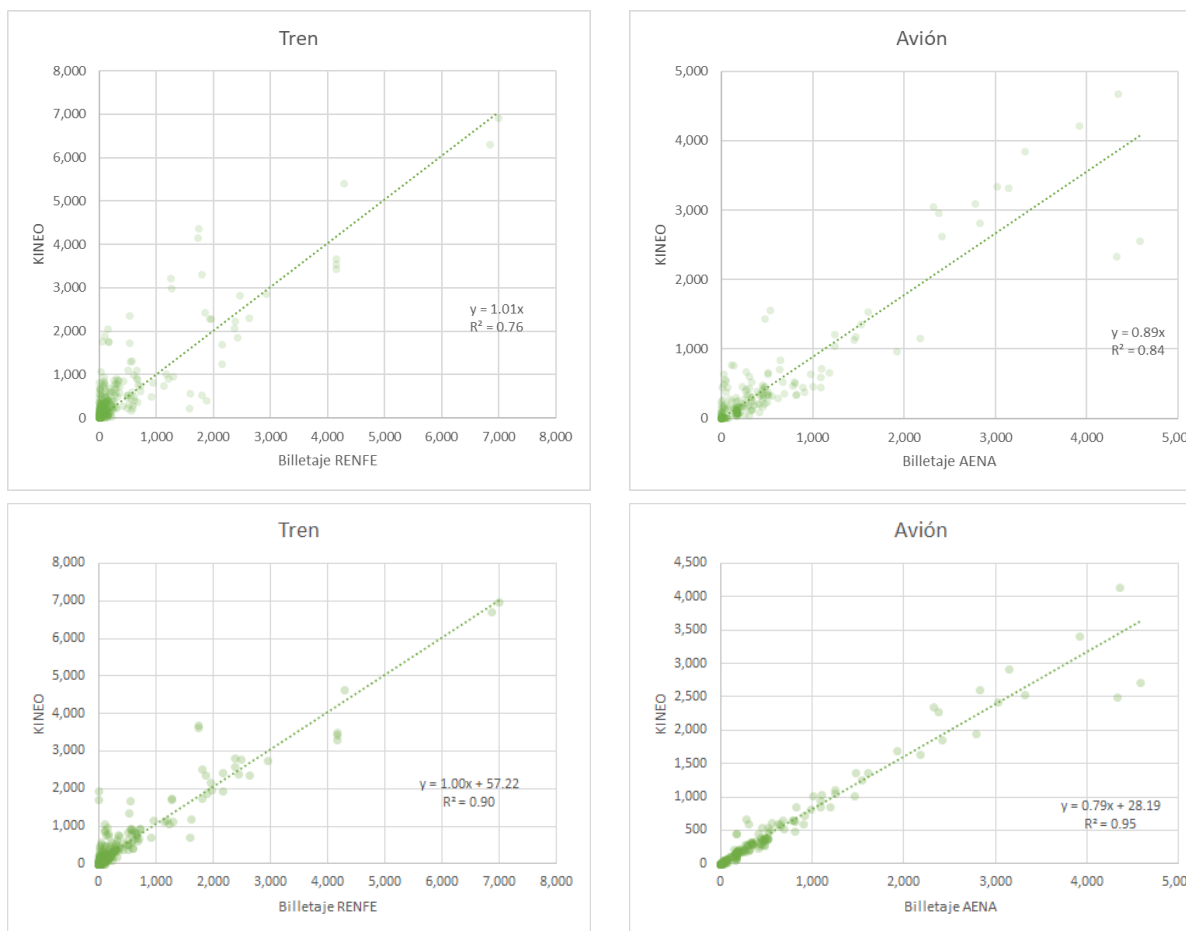 Tren
8,000
7,000
6,000
5,000
4,000
3,000
2,000
1,000
0
KINEO
y = 1.01x
R² = 0.76
0 1,000 2,000 3,000 4,000 5,000 6,000 7,000 8,000
Billetaje RENFE
Avión
5,000
4,000
3,000
2,000
1,000
0
KINEO
y = 0.89x
R² = 0.84
0 1,000 2,000 3,000 4,000 5,00
Billetaje AENA
Tren
8,000
7,000
6,000
5,000
4,000
3,000
2,000
1,000
0
KINEO
y = 1.00x + 57.22
R² = 0.90
0 1,000 2,000 3,000 4,000 5,000 6,000 7,000 8,000
Billetaje RENFE
Avión
4,500
4,000
3,500
3,000
2,500
2,000
1,500
1,000
500
0
KINEO
y = 0.79x + 28.19
R² = 0.95
0 1,000 2,000 3,000 4,000 5,00
Billetaje AENA